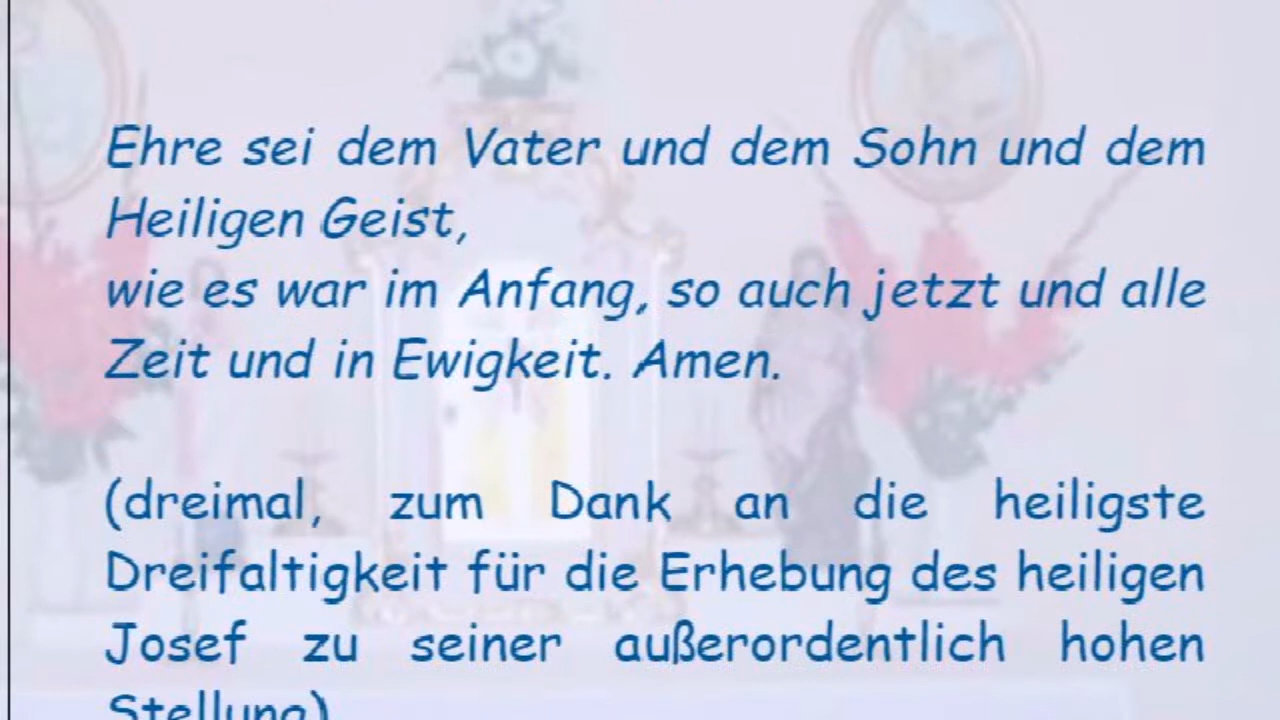 Ehre sei dem Vater und dem Sohn und dem
Heiligen Geist,
wie es war im Anfang, so auch jetzt und alle
Zeit und in Ewigkeit. Amen.
(dreimal, zum Dank an die heiligste
Dreifaltigkeit für die Erhebung des heiligen
Josef zu seiner außerordentlich hohen
Stellung)